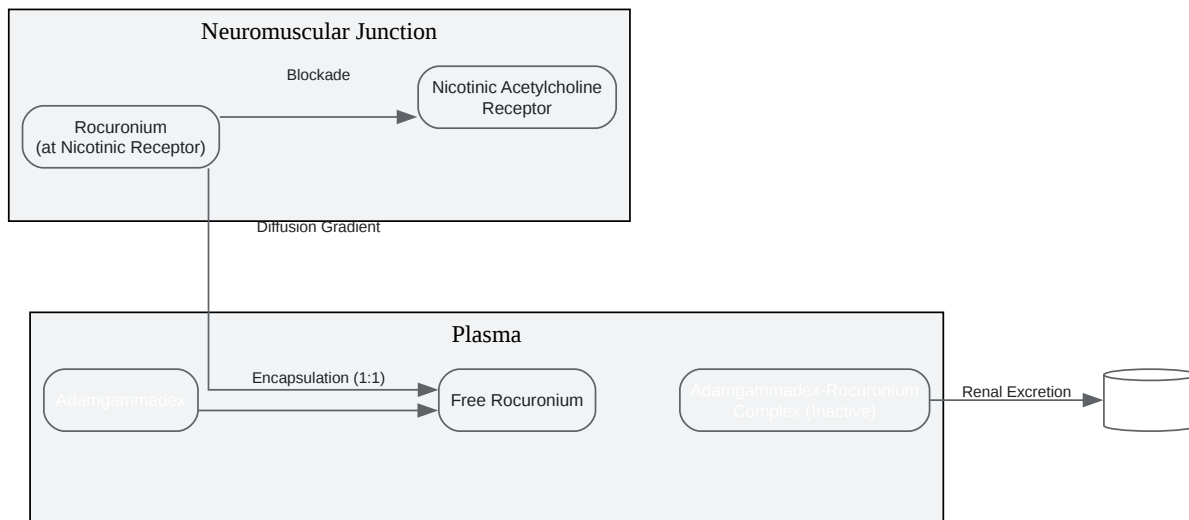 Neuromuscular Junction
Blockade
Nicotinic Acetylcholine
Receptor
Rocuronium
(at Nicotinic Receptor)
Diffusion Gradient
Plasma
Encapsulation (1:1)
Adamgammadex
Free Rocuronium
Adamgammadex-Rocuronium
Complex (Inactive)
Renal Excretion